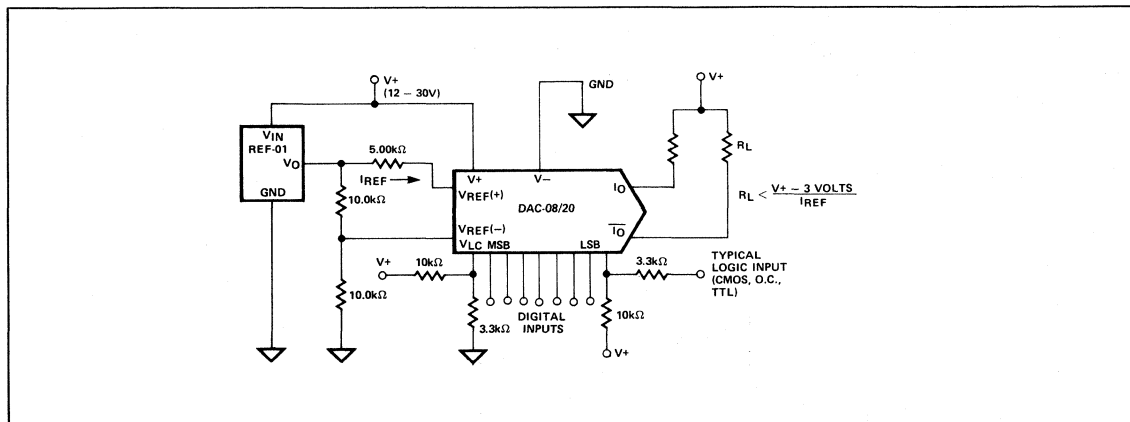 V+
(12 – 30V)
GND
V+
VIN
REF-01
VO
GND
5.00kΩ
IREF →
10.0kΩ
10.0kΩ
V+
V–
VREF(+)
DAC-08/20
VREF(–)
VLC MSB
LSB
IO
I̅O̅
RL
RL < V+ – 3 VOLTS
IREF
V+
10kΩ
3.3kΩ
DIGITAL
INPUTS
3.3kΩ
10kΩ
V+
TYPICAL
LOGIC INPUT
(CMOS, O.C.,
TTL)